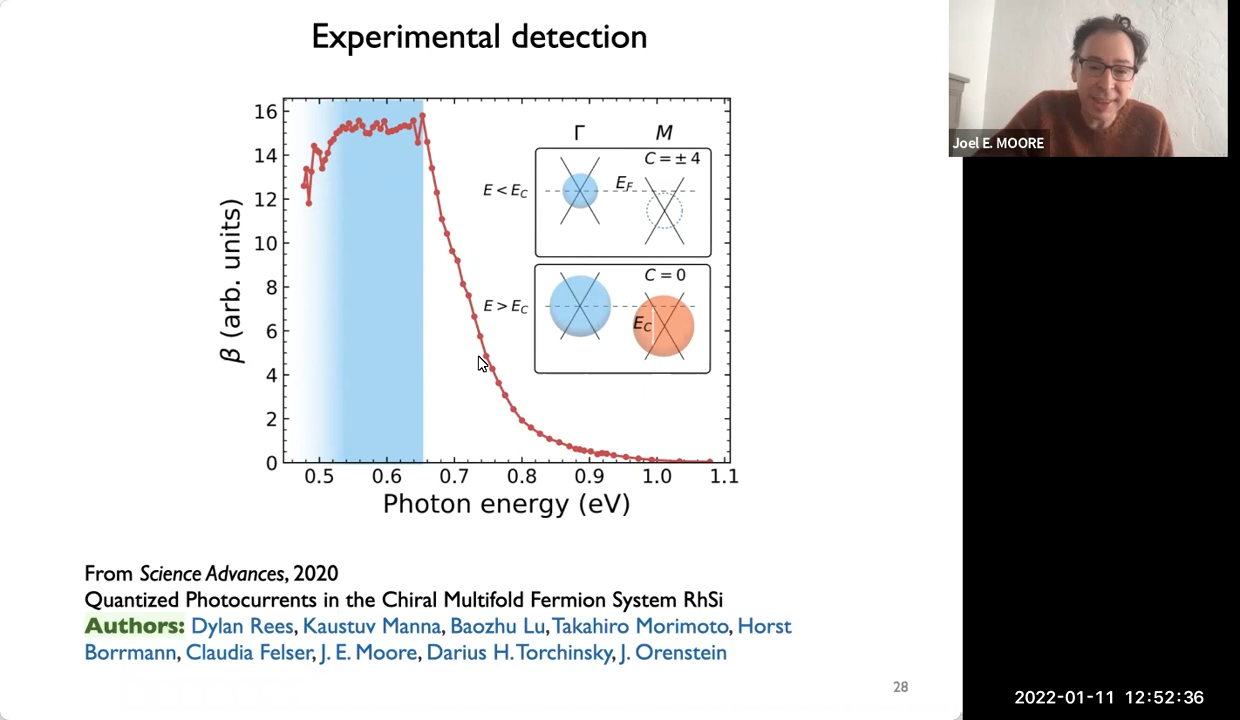 Experimental detection
Joel E. MOORE
16
14
12
10
8
6
4
2
0
β (arb. units)
Γ M
C = ± 4
E < E_C
E_F
C = 0
E > E_C
E_C
0.5 0.6 0.7 0.8 0.9 1.0 1.1
Photon energy (eV)
From Science Advances, 2020
Quantized Photocurrents in the Chiral Multifold Fermion System RhSi
Authors: Dylan Rees, Kaustuv Manna, Baozhu Lu, Takahiro Morimoto, Horst
Borrmann, Claudia Felser, J. E. Moore, Darius H. Torchinsky, J. Orenstein
28
2022-01-11 12:52:36